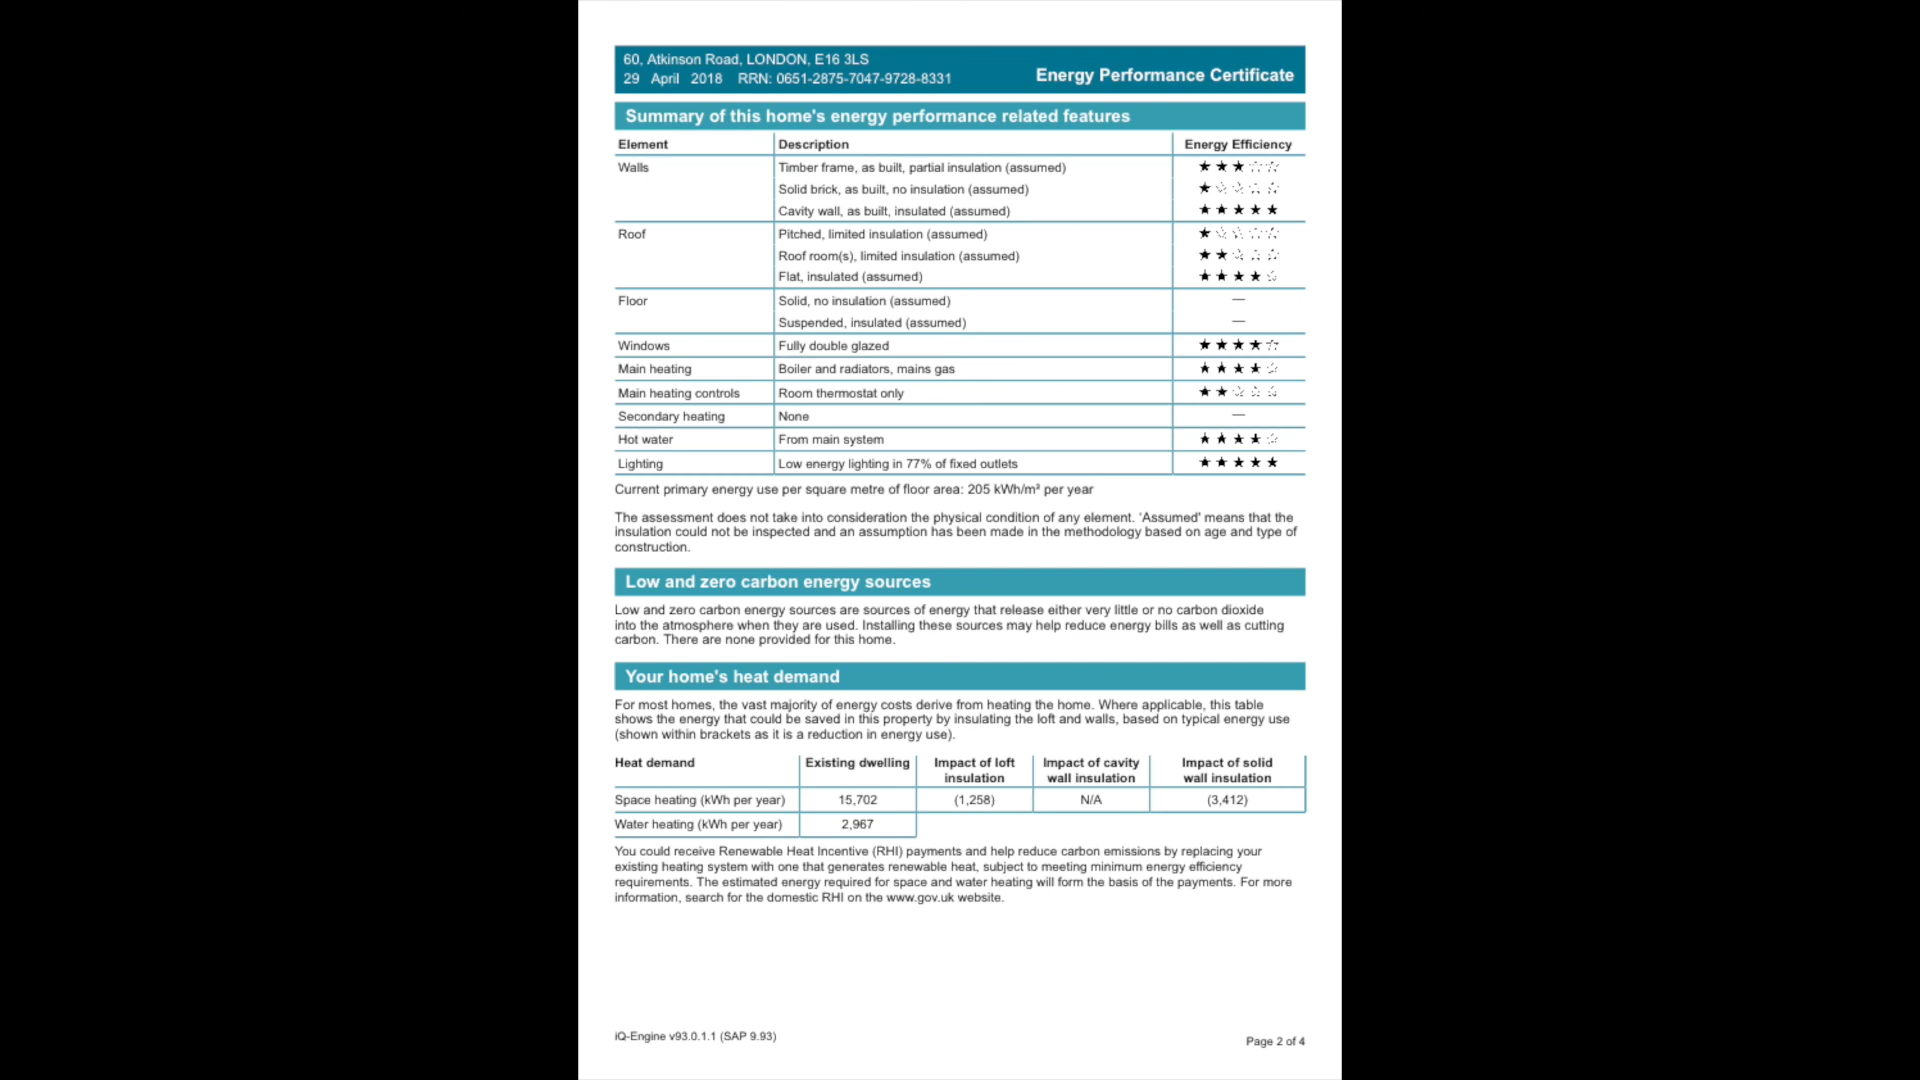 60, Atkinson Road, LONDON, E16 3LS
29 April 2018 RRN: 0651-2875-7047-9728-8331
Energy Performance Certificate
Summary of this home's energy performance related features
Element Description Energy Efficiency
Walls Timber frame, as built, partial insulation (assumed) ★★★☆☆
Solid brick, as built, no insulation (assumed) ★☆☆☆☆
Cavity wall, as built, insulated (assumed) ★★★★★
Roof Pitched, limited insulation (assumed) ★☆☆☆☆
Roof room(s), limited insulation (assumed) ★★☆☆☆
Flat, insulated (assumed) ★★★★☆
Floor Solid, no insulation (assumed) —
Suspended, insulated (assumed) —
Windows Fully double glazed ★★★★☆
Main heating Boiler and radiators, mains gas ★★★★☆
Main heating controls Room thermostat only ★★☆☆☆
Secondary heating None —
Hot water From main system ★★★★☆
Lighting Low energy lighting in 77% of fixed outlets ★★★★★
Current primary energy use per square metre of floor area: 205 kWh/m² per year
The assessment does not take into consideration the physical condition of any element. 'Assumed' means that the
insulation could not be inspected and an assumption has been made in the methodology based on age and type of
construction.
Low and zero carbon energy sources
Low and zero carbon energy sources are sources of energy that release either very little or no carbon dioxide
into the atmosphere when they are used. Installing these sources may help reduce energy bills as well as cutting
carbon. There are none provided for this home.
Your home's heat demand
For most homes, the vast majority of energy costs derive from heating the home. Where applicable, this table
shows the energy that could be saved in this property by insulating the loft and walls, based on typical energy use
(shown within brackets as it is a reduction in energy use).
Heat demand Existing dwelling Impact of loft Impact of cavity Impact of solid
insulation wall insulation wall insulation
Space heating (kWh per year) 15,702 (1,258) N/A (3,412)
Water heating (kWh per year) 2,967
You could receive Renewable Heat Incentive (RHI) payments and help reduce carbon emissions by replacing your
existing heating system with one that generates renewable heat, subject to meeting minimum energy efficiency
requirements. The estimated energy required for space and water heating will form the basis of the payments. For more
information, search for the domestic RHI on the www.gov.uk website.
iQ-Engine v93.0.1.1 (SAP 9.93)
Page 2 of 4